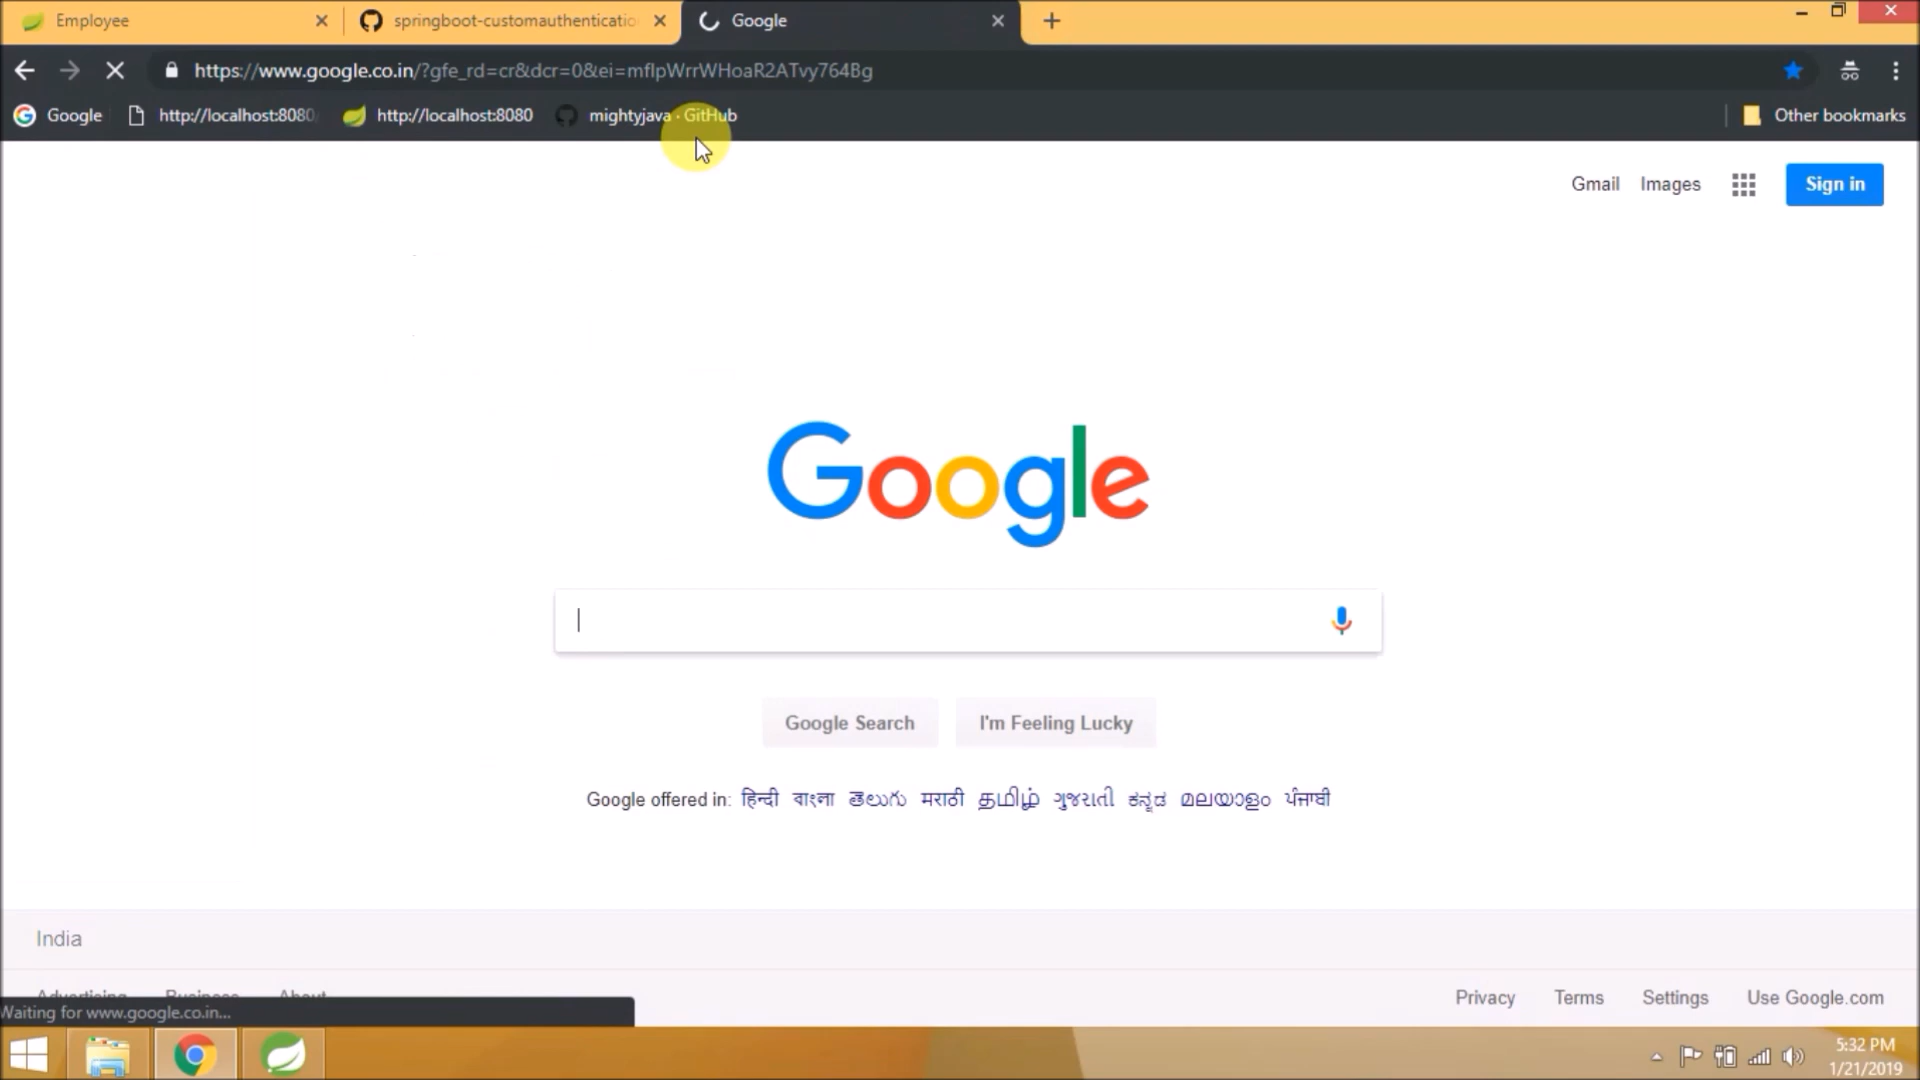 Employee
springboot-customauthenticatio
Google
https://www.google.co.in/?gfe_rd=cr&dcr=0&ei=mfIpWrrWHoaR2ATvy764Bg
Google
http://localhost:8080
http://localhost:8080
mightyjava · GitHub
Other bookmarks
Gmail
Images
Sign in
Google
Google Search
I'm Feeling Lucky
Google offered in: हिन्दी বাংলা తెలుగు मराठी தமிழ் ગુજરાતી ಕನ್ನಡ മലയാളം ਪੰਜਾਬੀ
India
Advertising Business About
Privacy
Terms
Settings
Use Google.com
Waiting for www.google.co.in...
5:32 PM
1/21/2019